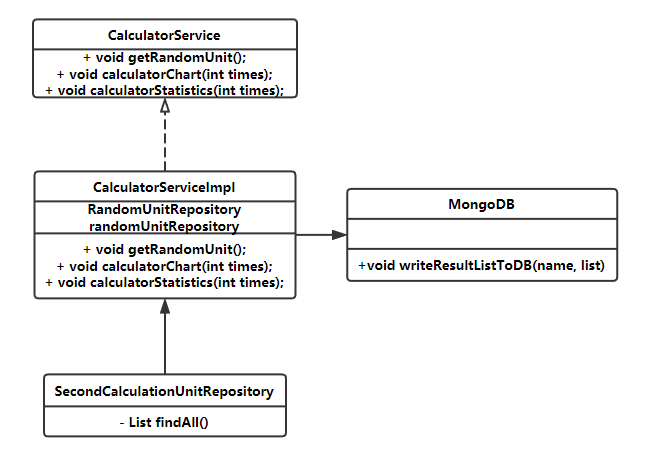 CalculatorService
+ void getRandomUnit();
+ void calculatorChart(int times);
+ void calculatorStatistics(int times);
CalculatorServiceImpl
RandomUnitRepository
randomUnitRepository
+ void getRandomUnit();
+ void calculatorChart(int times);
+ void calculatorStatistics(int times);
MongoDB
+void writeResultListToDB(name, list)
SecondCalculationUnitRepository
- List findAll()